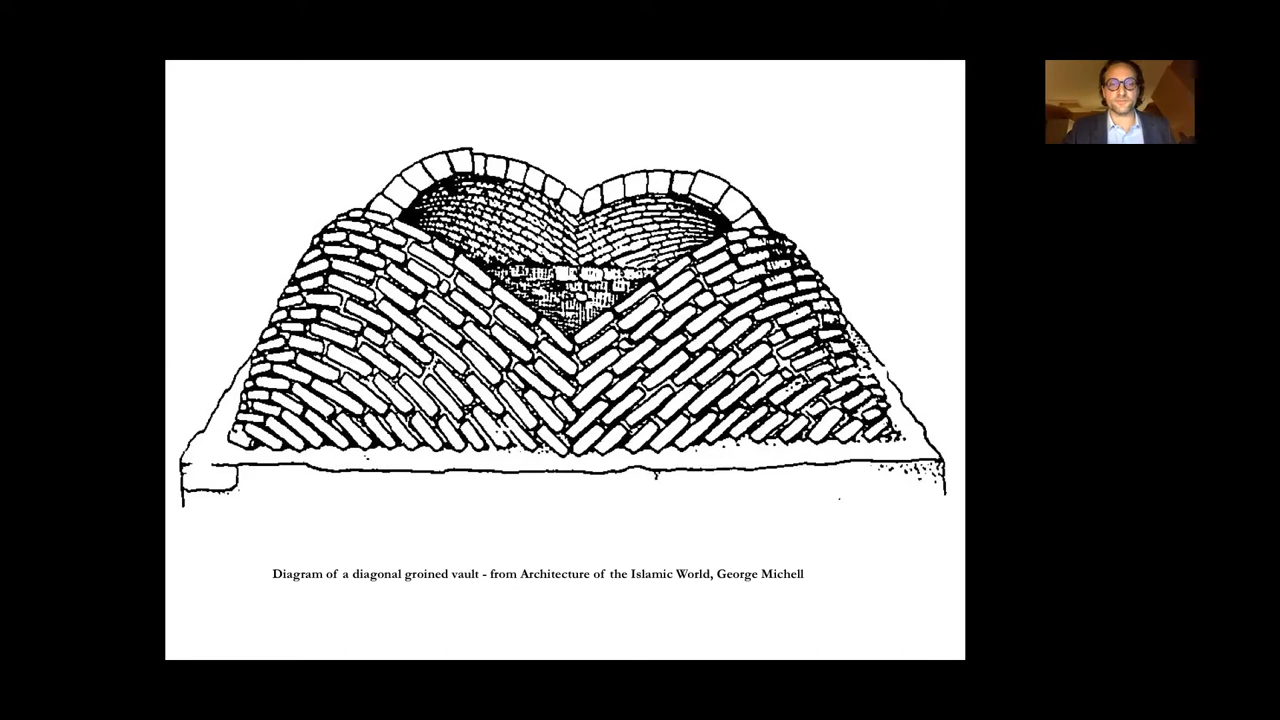 Diagram of a diagonal groined vault - from Architecture of the Islamic World, George Michell